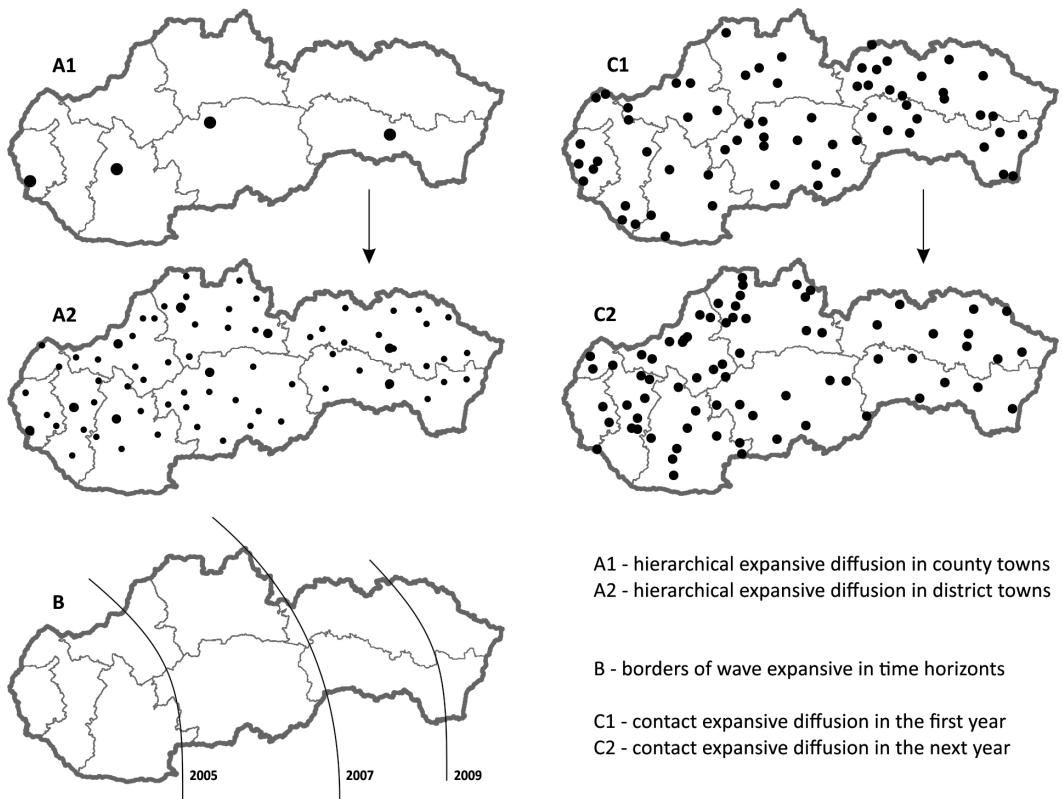 A1
C1
A2
C2
B
2005
2007
2009
A1 - hierarchical expansive diffusion in county towns
A2 - hierarchical expansive diffusion in district towns
B - borders of wave expansive in time horizonts
C1 - contact expansive diffusion in the first year
C2 - contact expansive diffusion in the next year